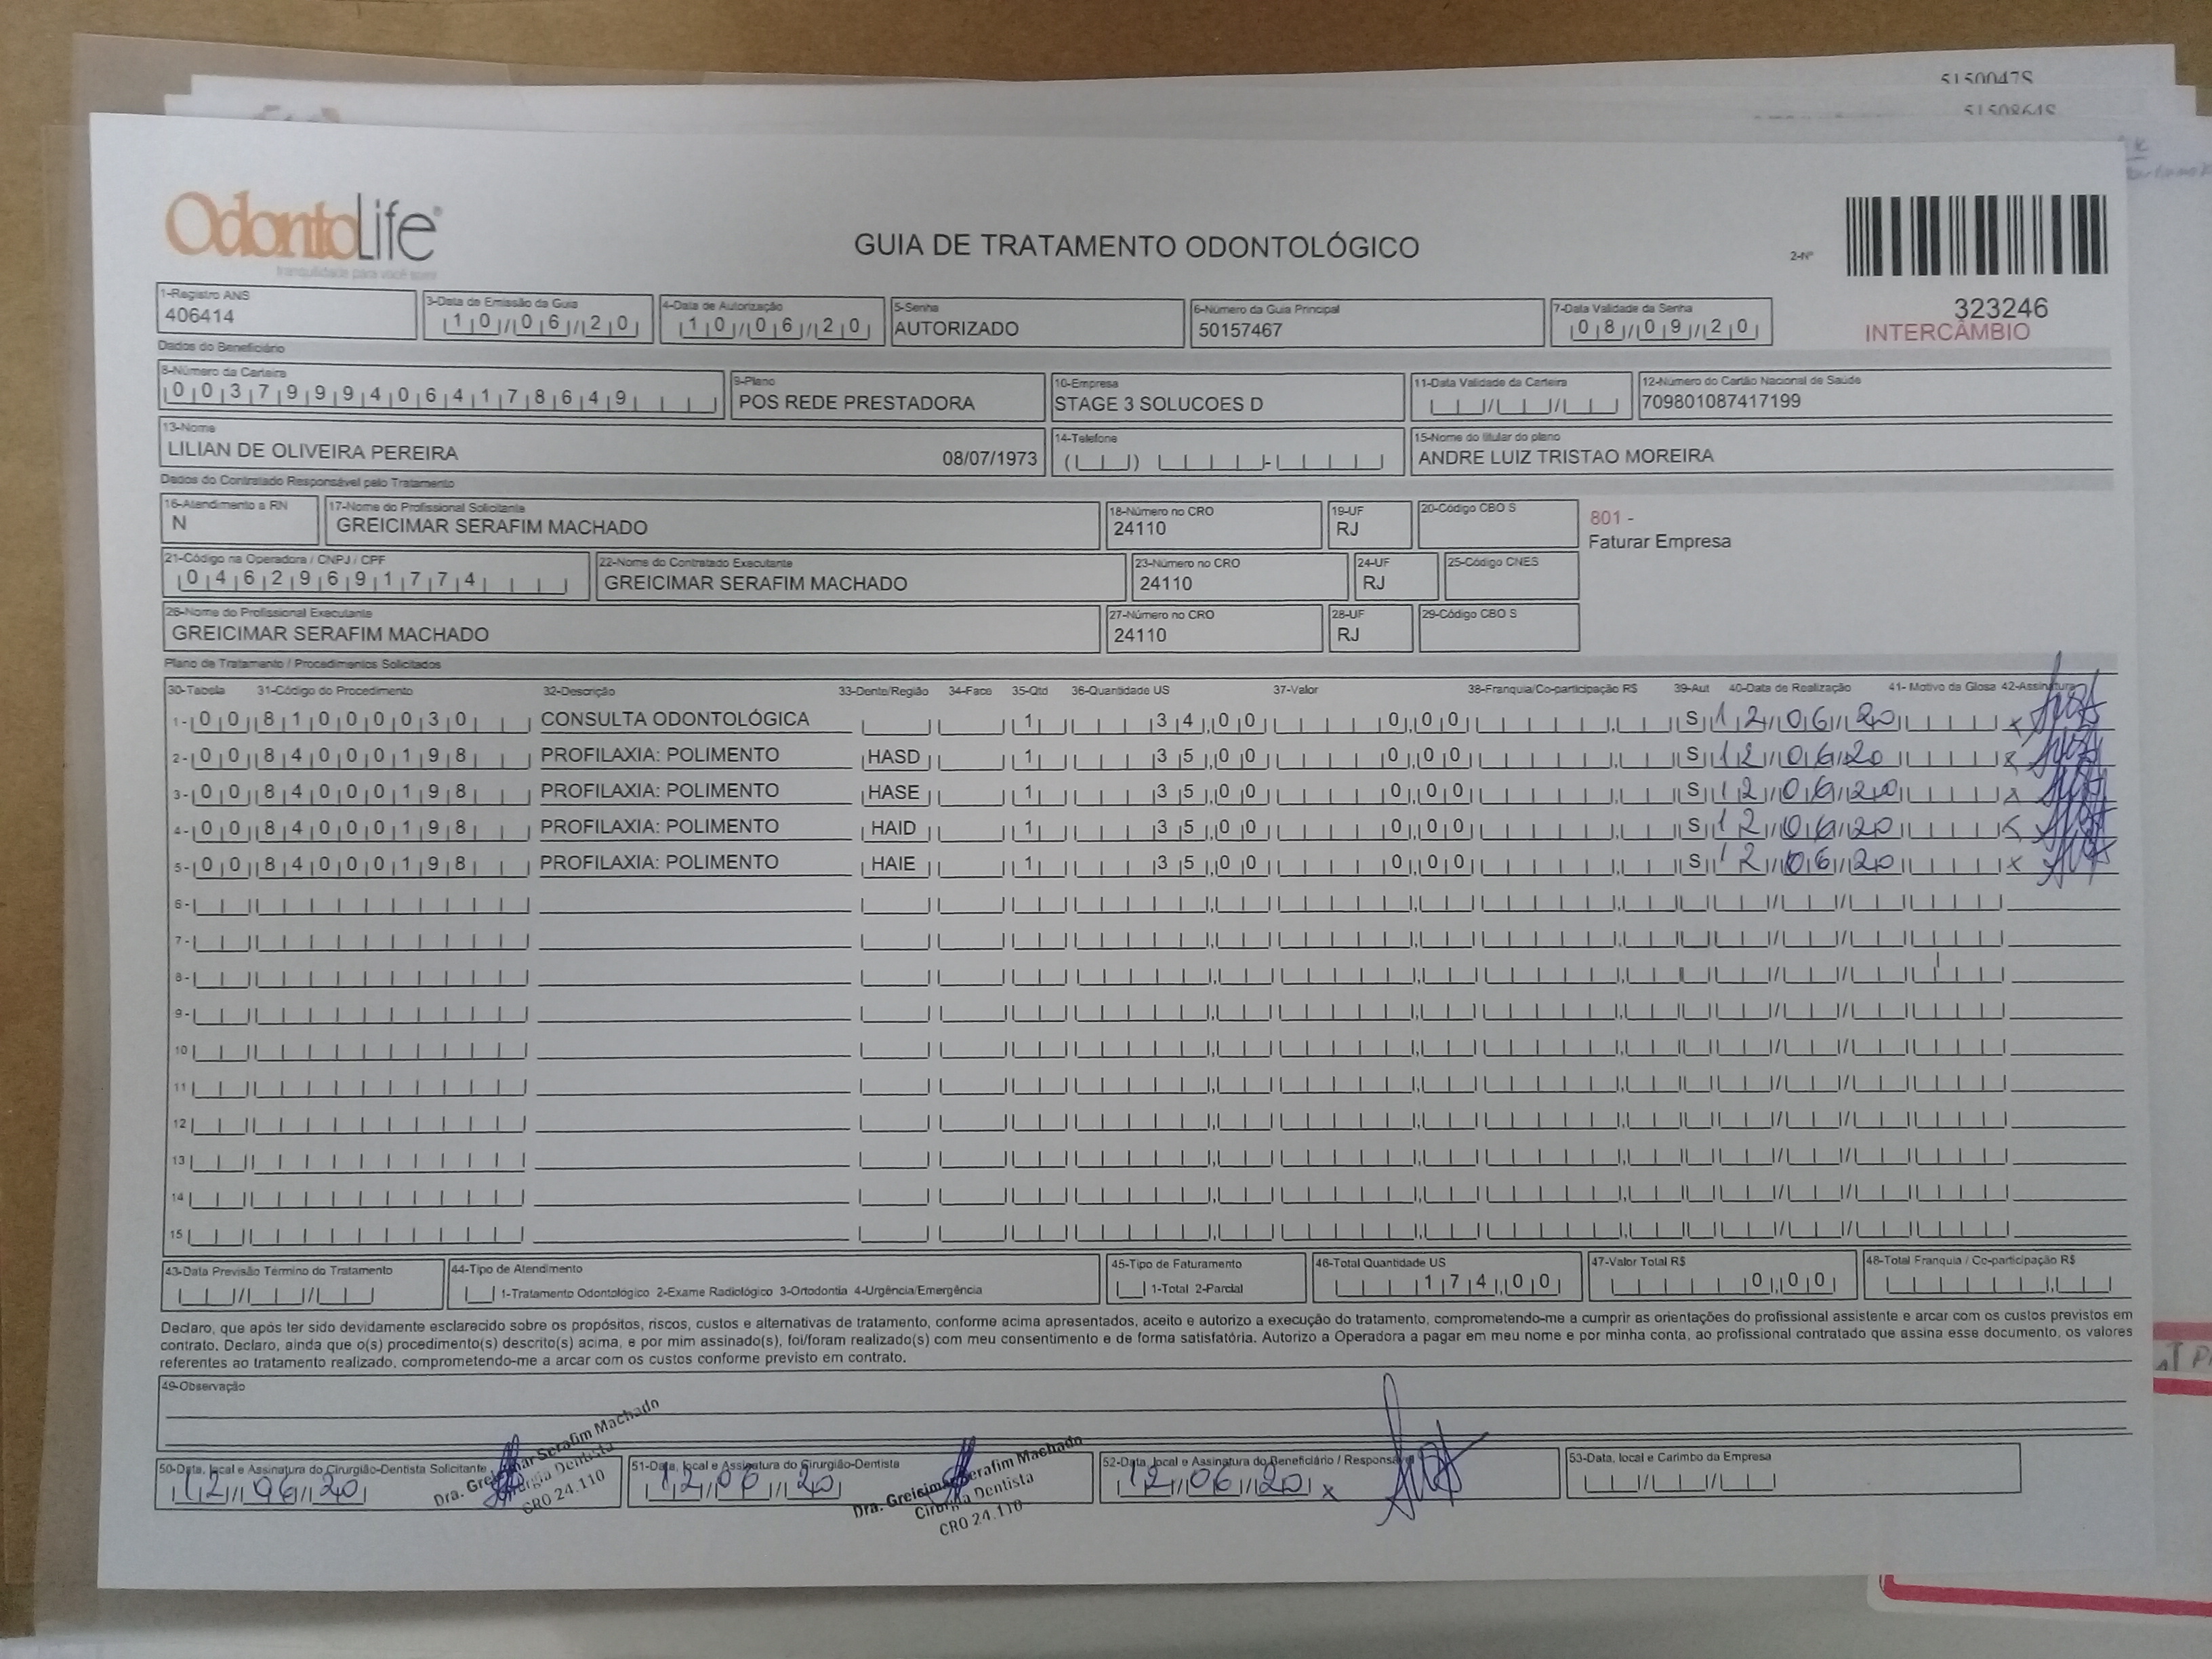 5150047S
5150864S
OdontoLife®
tranquilidade para você sorrir
GUIA DE TRATAMENTO ODONTOLÓGICO
2-Nº
323246
INTERCÂMBIO
1-Registro ANS
406414
3-Data de Emissão da Guia
10/06/20
4-Data de Autorização
10/06/20
5-Senha
AUTORIZADO
6-Número da Guia Principal
50157467
7-Data Validade da Senha
08/09/20
Dados do Beneficiário
8-Número da Carteira
00379994064178649
9-Plano
POS REDE PRESTADORA
10-Empresa
STAGE 3 SOLUCOES D
11-Data Validade da Carteira
12-Número do Cartão Nacional de Saúde
709801087417199
13-Nome
LILIAN DE OLIVEIRA PEREIRA 08/07/1973
14-Telefone
15-Nome do titular do plano
ANDRE LUIZ TRISTAO MOREIRA
Dados do Contratado Responsável pelo Tratamento
16-Atendimento a RN
N
17-Nome do Profissional Solicitante
GREICIMAR SERAFIM MACHADO
18-Número no CRO
24110
19-UF
RJ
20-Código CBO S
801 -
Faturar Empresa
21-Código na Operadora / CNPJ / CPF
04629691774
22-Nome do Contratado Executante
GREICIMAR SERAFIM MACHADO
23-Número no CRO
24110
24-UF
RJ
25-Código CNES
26-Nome do Profissional Executante
GREICIMAR SERAFIM MACHADO
27-Número no CRO
24110
28-UF
RJ
29-Código CBO S
Plano de Tratamento / Procedimentos Solicitados
30-Tabela 31-Código do Procedimento 32-Descrição 33-Dente/Região 34-Face 35-Qtd 36-Quantidade US 37-Valor 38-Franquia/Co-participação R$ 39-Aut 40-Data de Realização 41- Motivo da Glosa 42-Assinatura
1- 00 81000030 CONSULTA ODONTOLÓGICA 1 34,00 0,00 S 12/06/20 x
2- 00 84000198 PROFILAXIA: POLIMENTO HASD 1 35,00 0,00 S 12/06/20 x
3- 00 84000198 PROFILAXIA: POLIMENTO HASE 1 35,00 0,00 S 12/06/20 x
4- 00 84000198 PROFILAXIA: POLIMENTO HAID 1 35,00 0,00 S 12/06/20 x
5- 00 84000198 PROFILAXIA: POLIMENTO HAIE 1 35,00 0,00 S 12/06/20 x
6-
7-
8-
9-
10
11
12
13
14
15
43-Data Previsão Termino do Tratamento
44-Tipo de Atendimento
1-Tratamento Odontológico 2-Exame Radiológico 3-Ortodontia 4-Urgência/Emergência
45-Tipo de Faturamento
1-Total 2-Parcial
46-Total Quantidade US
174,00
47-Valor Total R$
0,00
48-Total Franquia / Co-participação R$
Declaro, que após ter sido devidamente esclarecido sobre os propósitos, riscos, custos e alternativas de tratamento, conforme acima apresentados, aceito e autorizo a execução do tratamento, comprometendo-me a cumprir as orientações do profissional assistente e arcar com os custos previstos em
contrato. Declaro, ainda que o(s) procedimento(s) descrito(s) acima, e por mim assinado(s), foi/foram realizado(s) com meu consentimento e de forma satisfatória. Autorizo a Operadora a pagar em meu nome e por minha conta, ao profissional contratado que assina esse documento, os valores
referentes ao tratamento realizado, comprometendo-me a arcar com os custos conforme previsto em contrato.
49-Observação
50-Data, local e Assinatura do Cirurgião-Dentista Solicitante
12/06/20
Dra. Greicimar Serafim Machado
Cirurgiã Dentista
CRO 24.110
51-Data, local e Assinatura do Cirurgião-Dentista
12/06/20
Dra. Greicimar Serafim Machado
Cirurgiã Dentista
CRO 24.110
52-Data, local e Assinatura do Beneficiário / Responsável
12/06/20 x
53-Data, local e Carimbo da Empresa